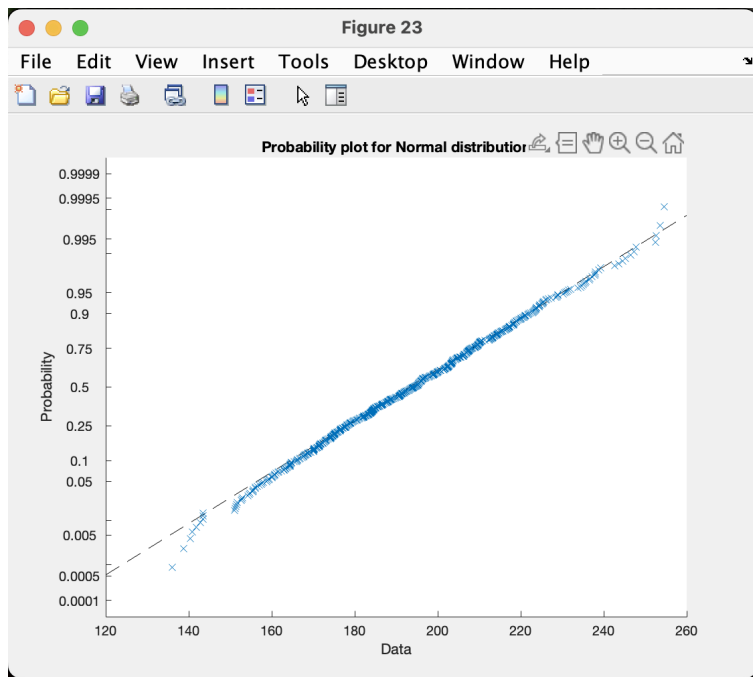 Figure 23
File Edit View Insert Tools Desktop Window Help
Probability plot for Normal distribution
0.9999
0.9995
0.995
0.95
0.9
0.75
0.5
0.25
0.1
0.05
0.005
0.0005
0.0001
Probability
120 140 160 180 200 220 240 260
Data